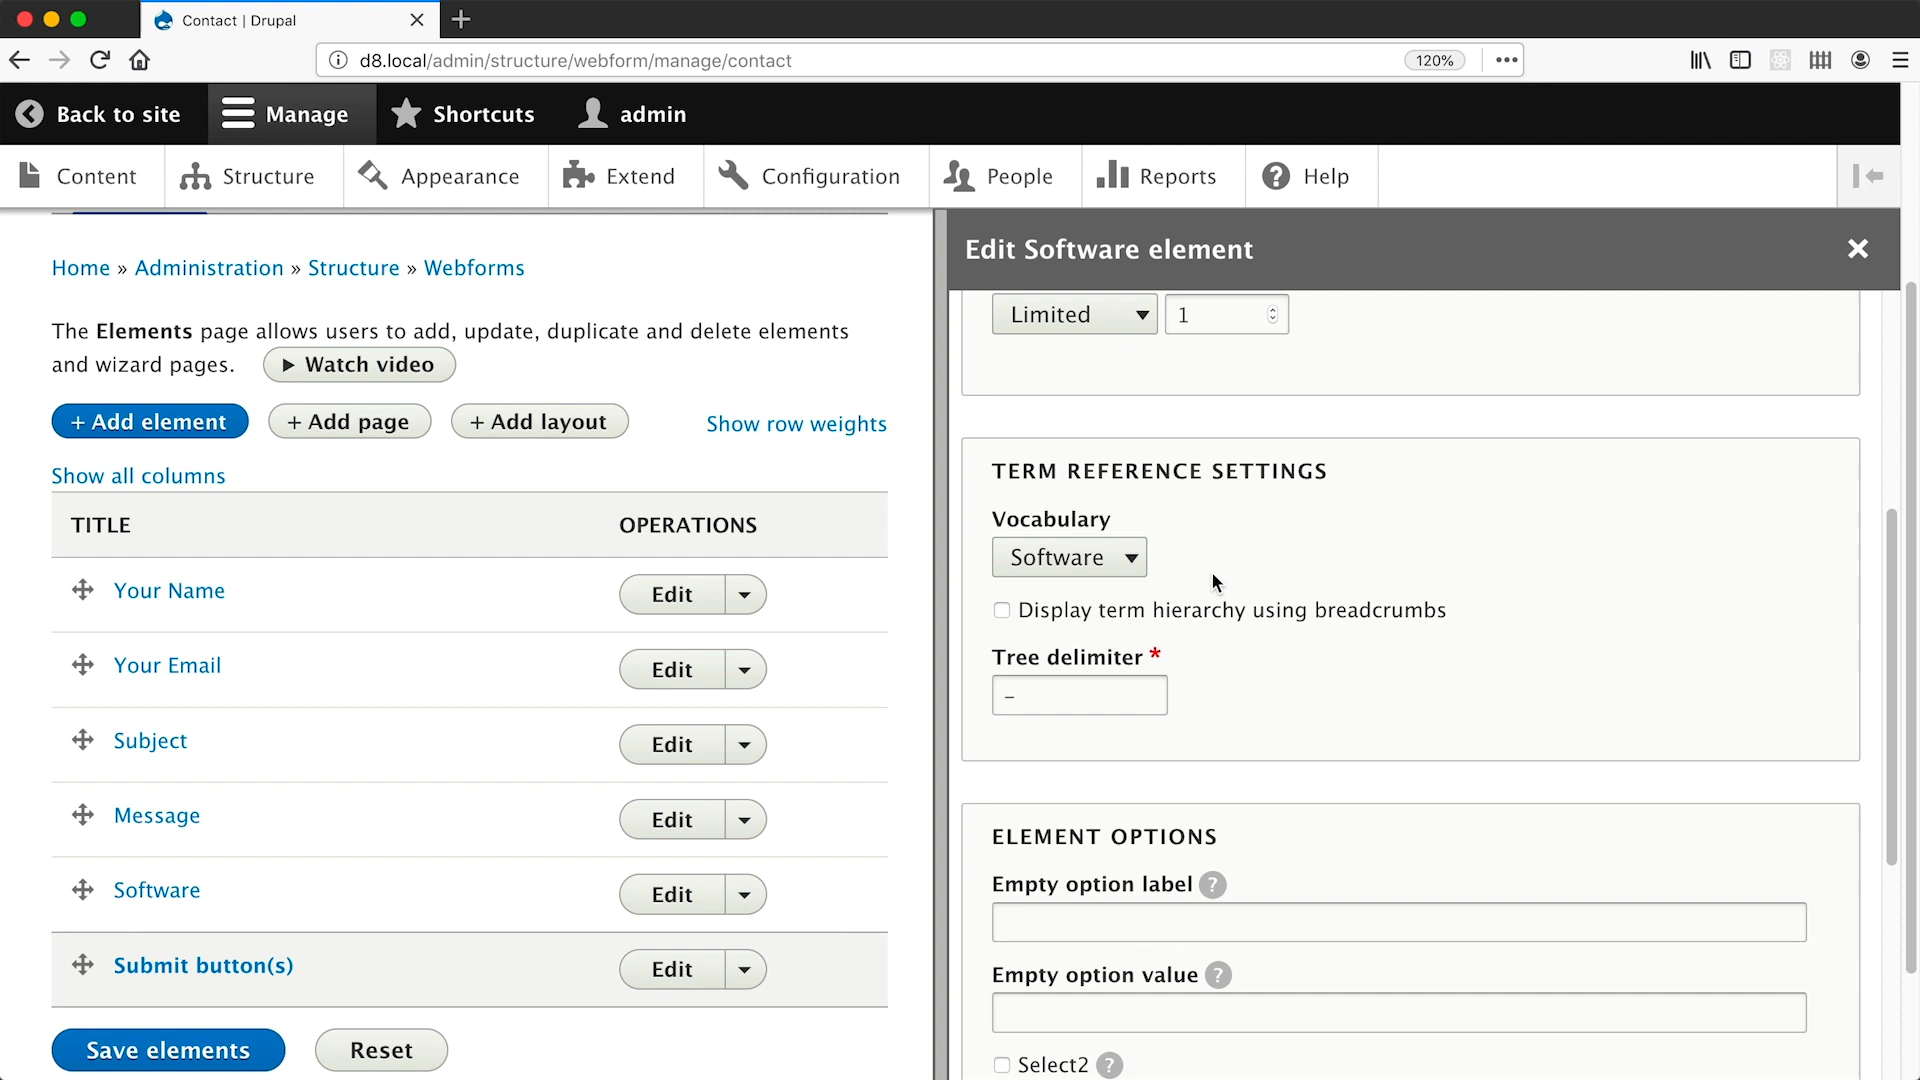 Contact | Drupal
d8.local/admin/structure/webform/manage/contact
120%
Back to site
Manage
Shortcuts
admin
Content
Structure
Appearance
Extend
Configuration
People
Reports
Help
Home » Administration » Structure » Webforms
The Elements page allows users to add, update, duplicate and delete elements
and wizard pages.
Watch video
+ Add element
+ Add page
+ Add layout
Show row weights
Show all columns
TITLE
OPERATIONS
Your Name
Edit
Your Email
Edit
Subject
Edit
Message
Edit
Software
Edit
Submit button(s)
Edit
Save elements
Reset
Edit Software element
Limited
1
TERM REFERENCE SETTINGS
Vocabulary
Software
Display term hierarchy using breadcrumbs
Tree delimiter *
-
ELEMENT OPTIONS
Empty option label ?
Empty option value ?
Select2 ?